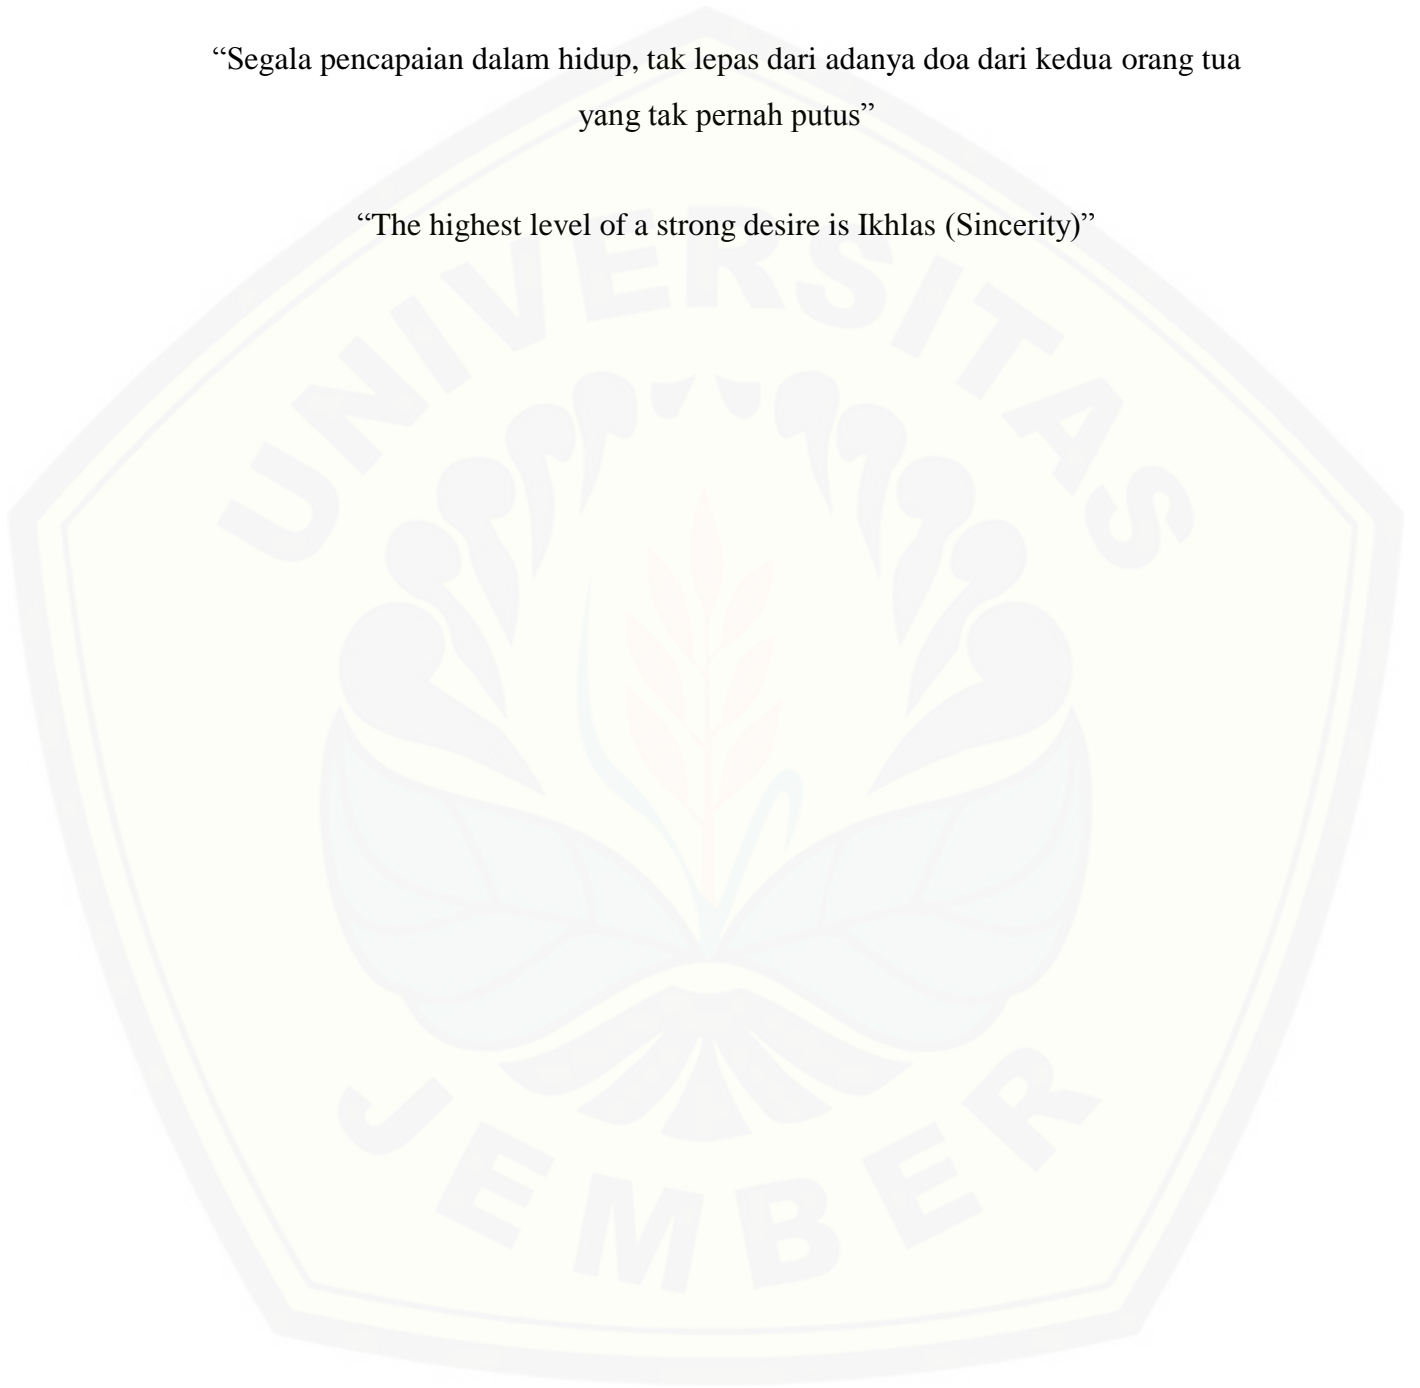 “Segala pencapaian dalam hidup, tak lepas dari adanya doa dari kedua orang tua
yang tak pernah putus”
“The highest level of a strong desire is Ikhlas (Sincerity)”
UNIVERSITAS
JEMBER